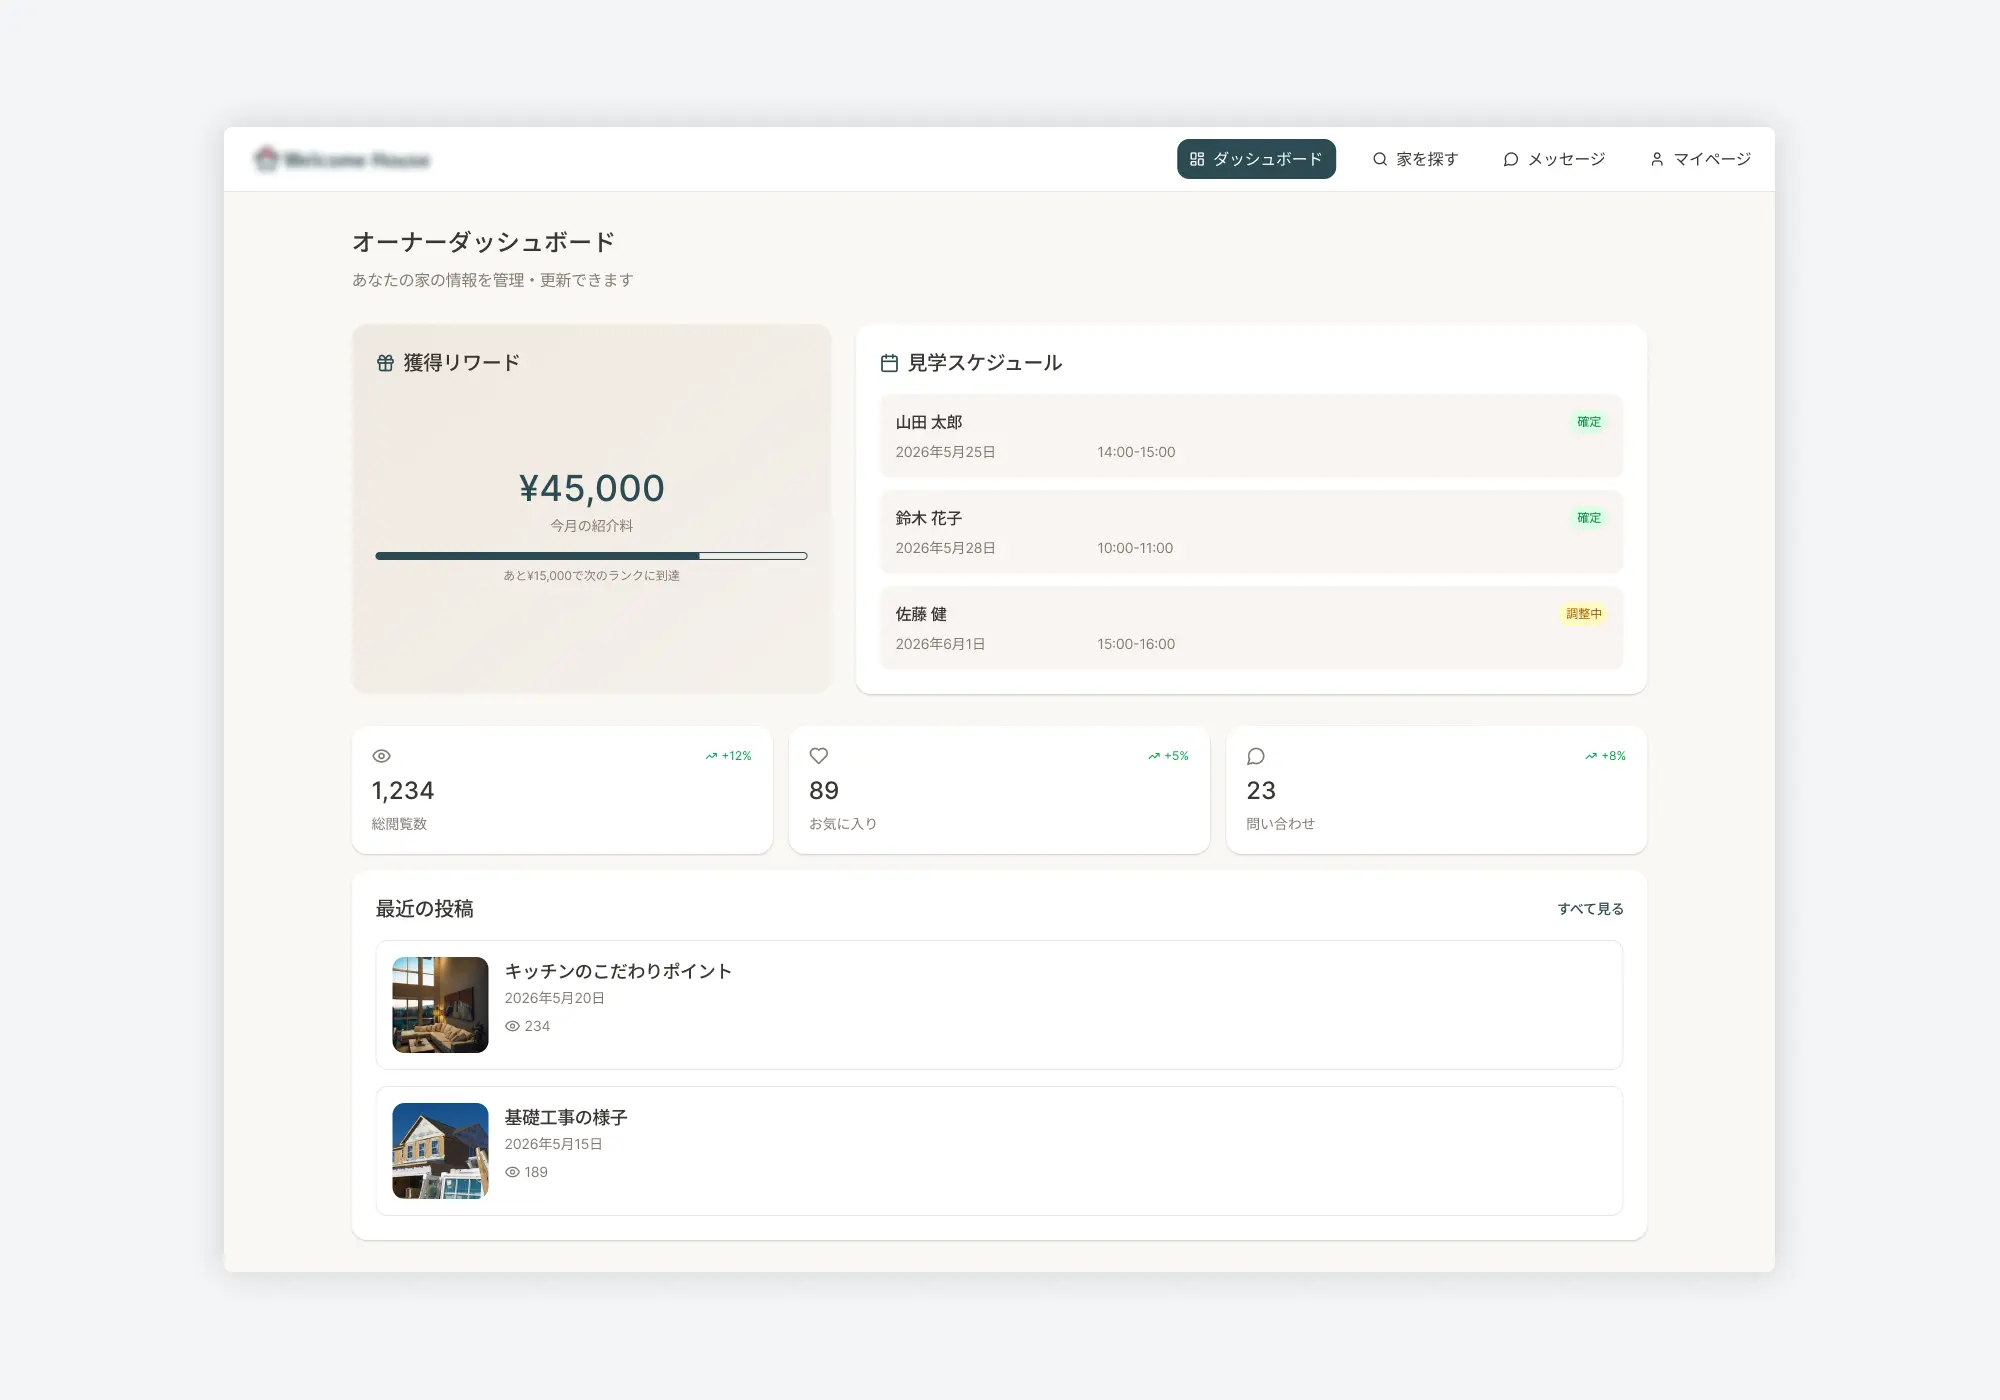 Welcome House
ダッシュボード
家を探す
メッセージ
マイページ
オーナーダッシュボード
あなたの家の情報を管理・更新できます
獲得リワード
¥45,000
今月の紹介料
あと¥15,000で次のランクに到達
見学スケジュール
山田 太郎
確定
2026年5月25日 14:00-15:00
鈴木 花子
確定
2026年5月28日 10:00-11:00
佐藤 健
調整中
2026年6月1日 15:00-16:00
+12%
1,234
総閲覧数
+5%
89
お気に入り
+8%
23
問い合わせ
最近の投稿
すべて見る
キッチンのこだわりポイント
2026年5月20日
234
基礎工事の様子
2026年5月15日
189